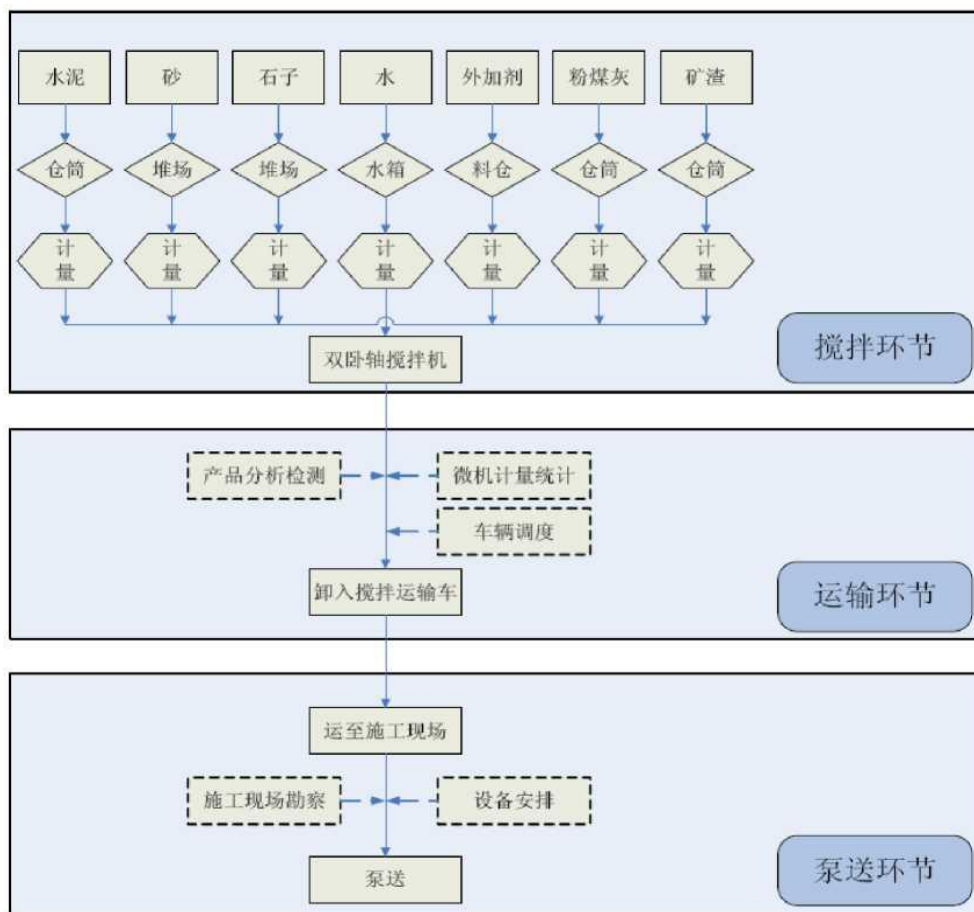 水泥
砂
石子
水
外加剂
粉煤灰
矿渣
仓筒
堆场
堆场
水箱
料仓
仓筒
仓筒
计
量
计
量
计
量
计
量
计
量
计
量
计
量
双卧轴搅拌机
搅拌环节
产品分析检测
微机计量统计
车辆调度
卸入搅拌运输车
运输环节
运至施工现场
施工现场勘察
设备安排
泵送
泵送环节